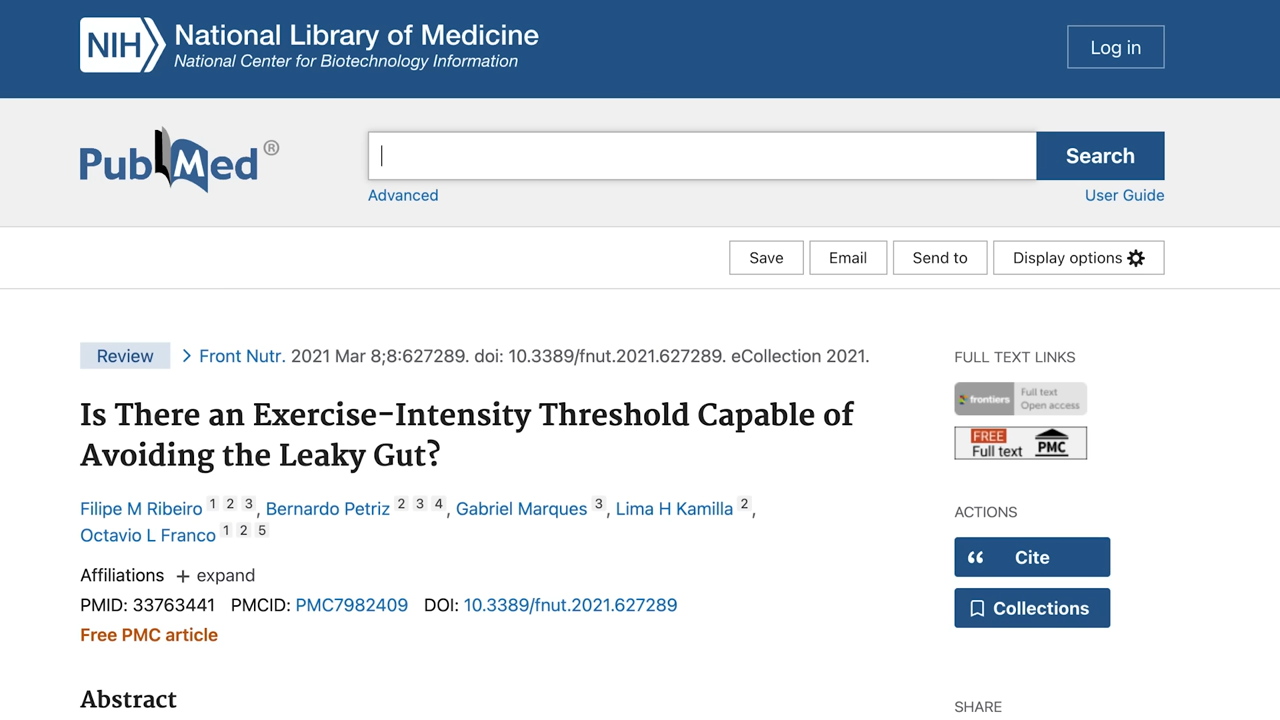 NIH National Library of Medicine
National Center for Biotechnology Information
Log in
PubMed®
Search
Advanced
User Guide
Save
Email
Send to
Display options
Review
Front Nutr. 2021 Mar 8;8:627289. doi: 10.3389/fnut.2021.627289. eCollection 2021.
Is There an Exercise-Intensity Threshold Capable of
Avoiding the Leaky Gut?
Filipe M Ribeiro 1 2 3, Bernardo Petriz 2 3 4, Gabriel Marques 3, Lima H Kamilla 2,
Octavio L Franco 1 2 5
Affiliations + expand
PMID: 33763441 PMCID: PMC7982409 DOI: 10.3389/fnut.2021.627289
Free PMC article
Abstract
FULL TEXT LINKS
frontiers
Full text
Open access
FREE
Full text
PMC
ACTIONS
Cite
Collections
SHARE